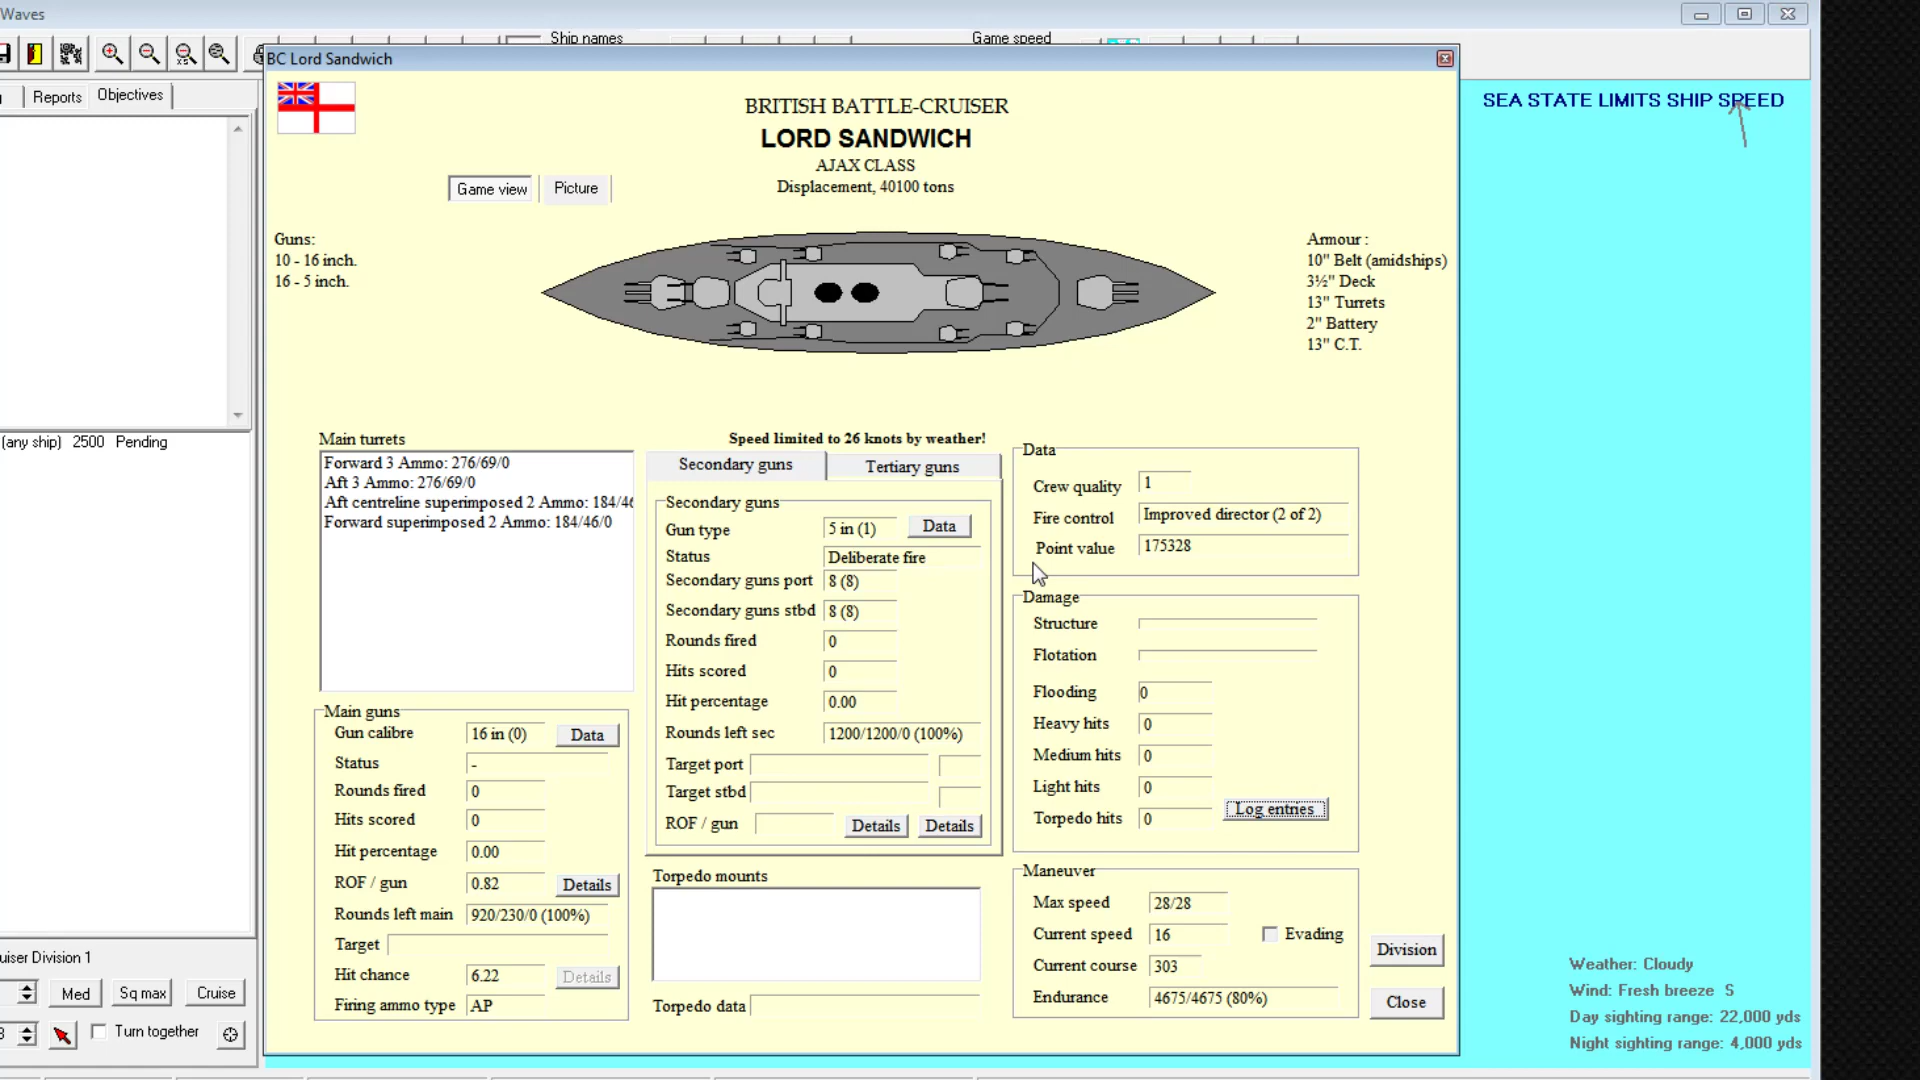 Waves
Ship names
Game speed
BC Lord Sandwich
Reports
Objectives
BRITISH BATTLE-CRUISER
LORD SANDWICH
AJAX CLASS
Displacement, 40100 tons
SEA STATE LIMITS SHIP SPEED
Game view
Picture
Guns:
10 - 16 inch.
16 - 5 inch.
Armour :
10" Belt (amidships)
3½" Deck
13" Turrets
2" Battery
13" C.T.
(any ship) 2500 Pending
Main turrets
Forward 3 Ammo: 276/69/0
Aft 3 Ammo: 276/69/0
Aft centreline superimposed 2 Ammo: 184/46
Forward superimposed 2 Ammo: 184/46/0
Speed limited to 26 knots by weather!
Secondary guns
Tertiary guns
Secondary guns
Gun type 5 in (1) Data
Status Deliberate fire
Secondary guns port 8 (8)
Secondary guns stbd 8 (8)
Rounds fired 0
Hits scored 0
Hit percentage 0.00
Rounds left sec 1200/1200/0 (100%)
Target port
Target stbd
ROF / gun Details Details
Data
Crew quality 1
Fire control Improved director (2 of 2)
Point value 175328
Damage
Structure
Flotation
Flooding 0
Heavy hits 0
Medium hits 0
Light hits 0
Torpedo hits 0
Log entries
Main guns
Gun calibre 16 in (0) Data
Status -
Rounds fired 0
Hits scored 0
Hit percentage 0.00
ROF / gun 0.82 Details
Rounds left main 920/230/0 (100%)
Target
Hit chance 6.22 Details
Firing ammo type AP
Torpedo mounts
Torpedo data
Maneuver
Max speed 28/28
Current speed 16 Evading
Current course 303
Endurance 4675/4675 (80%)
Division
Close
uiser Division 1
Med Sq max Cruise
Turn together
Weather: Cloudy
Wind: Fresh breeze S
Day sighting range: 22,000 yds
Night sighting range: 4,000 yds